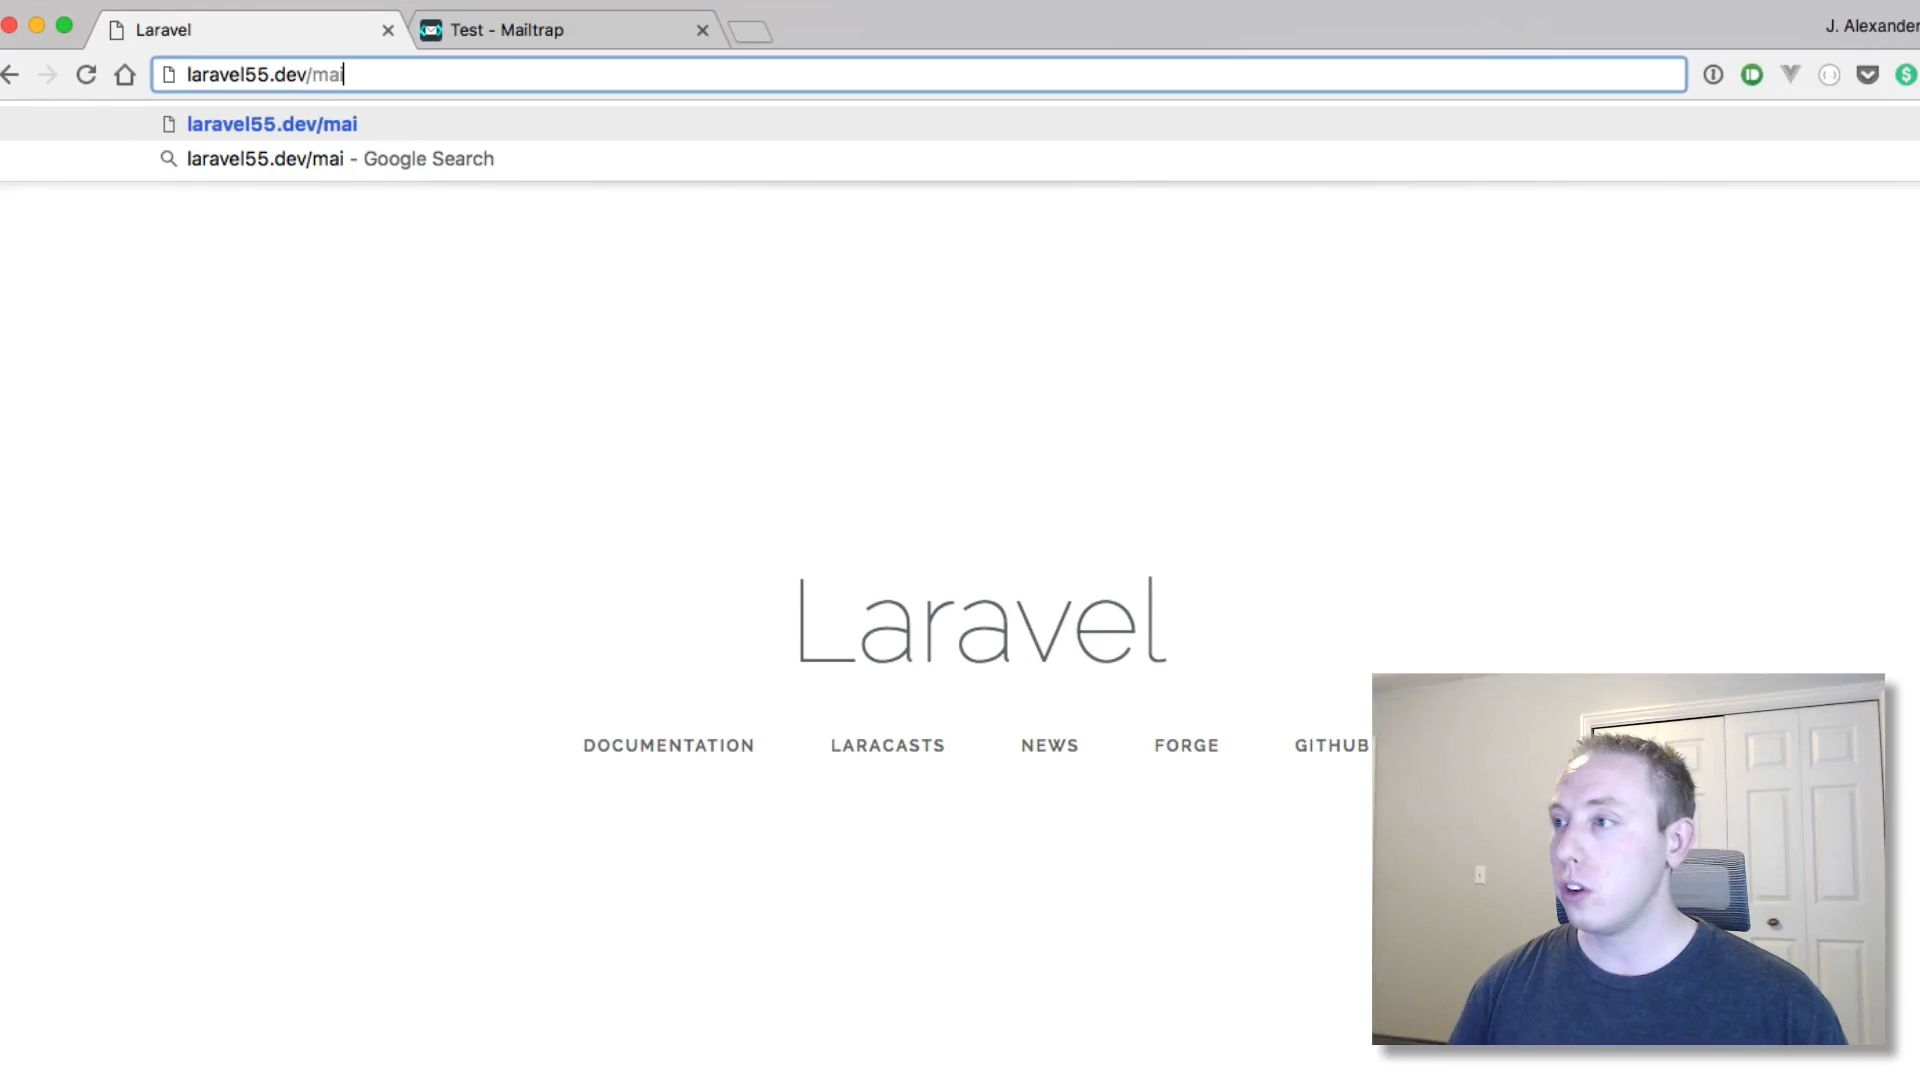 Laravel
Test - Mailtrap
J. Alexander
laravel55.dev/mai
laravel55.dev/mai
laravel55.dev/mai - Google Search
Laravel
DOCUMENTATION LARACASTS NEWS FORGE GITHUB